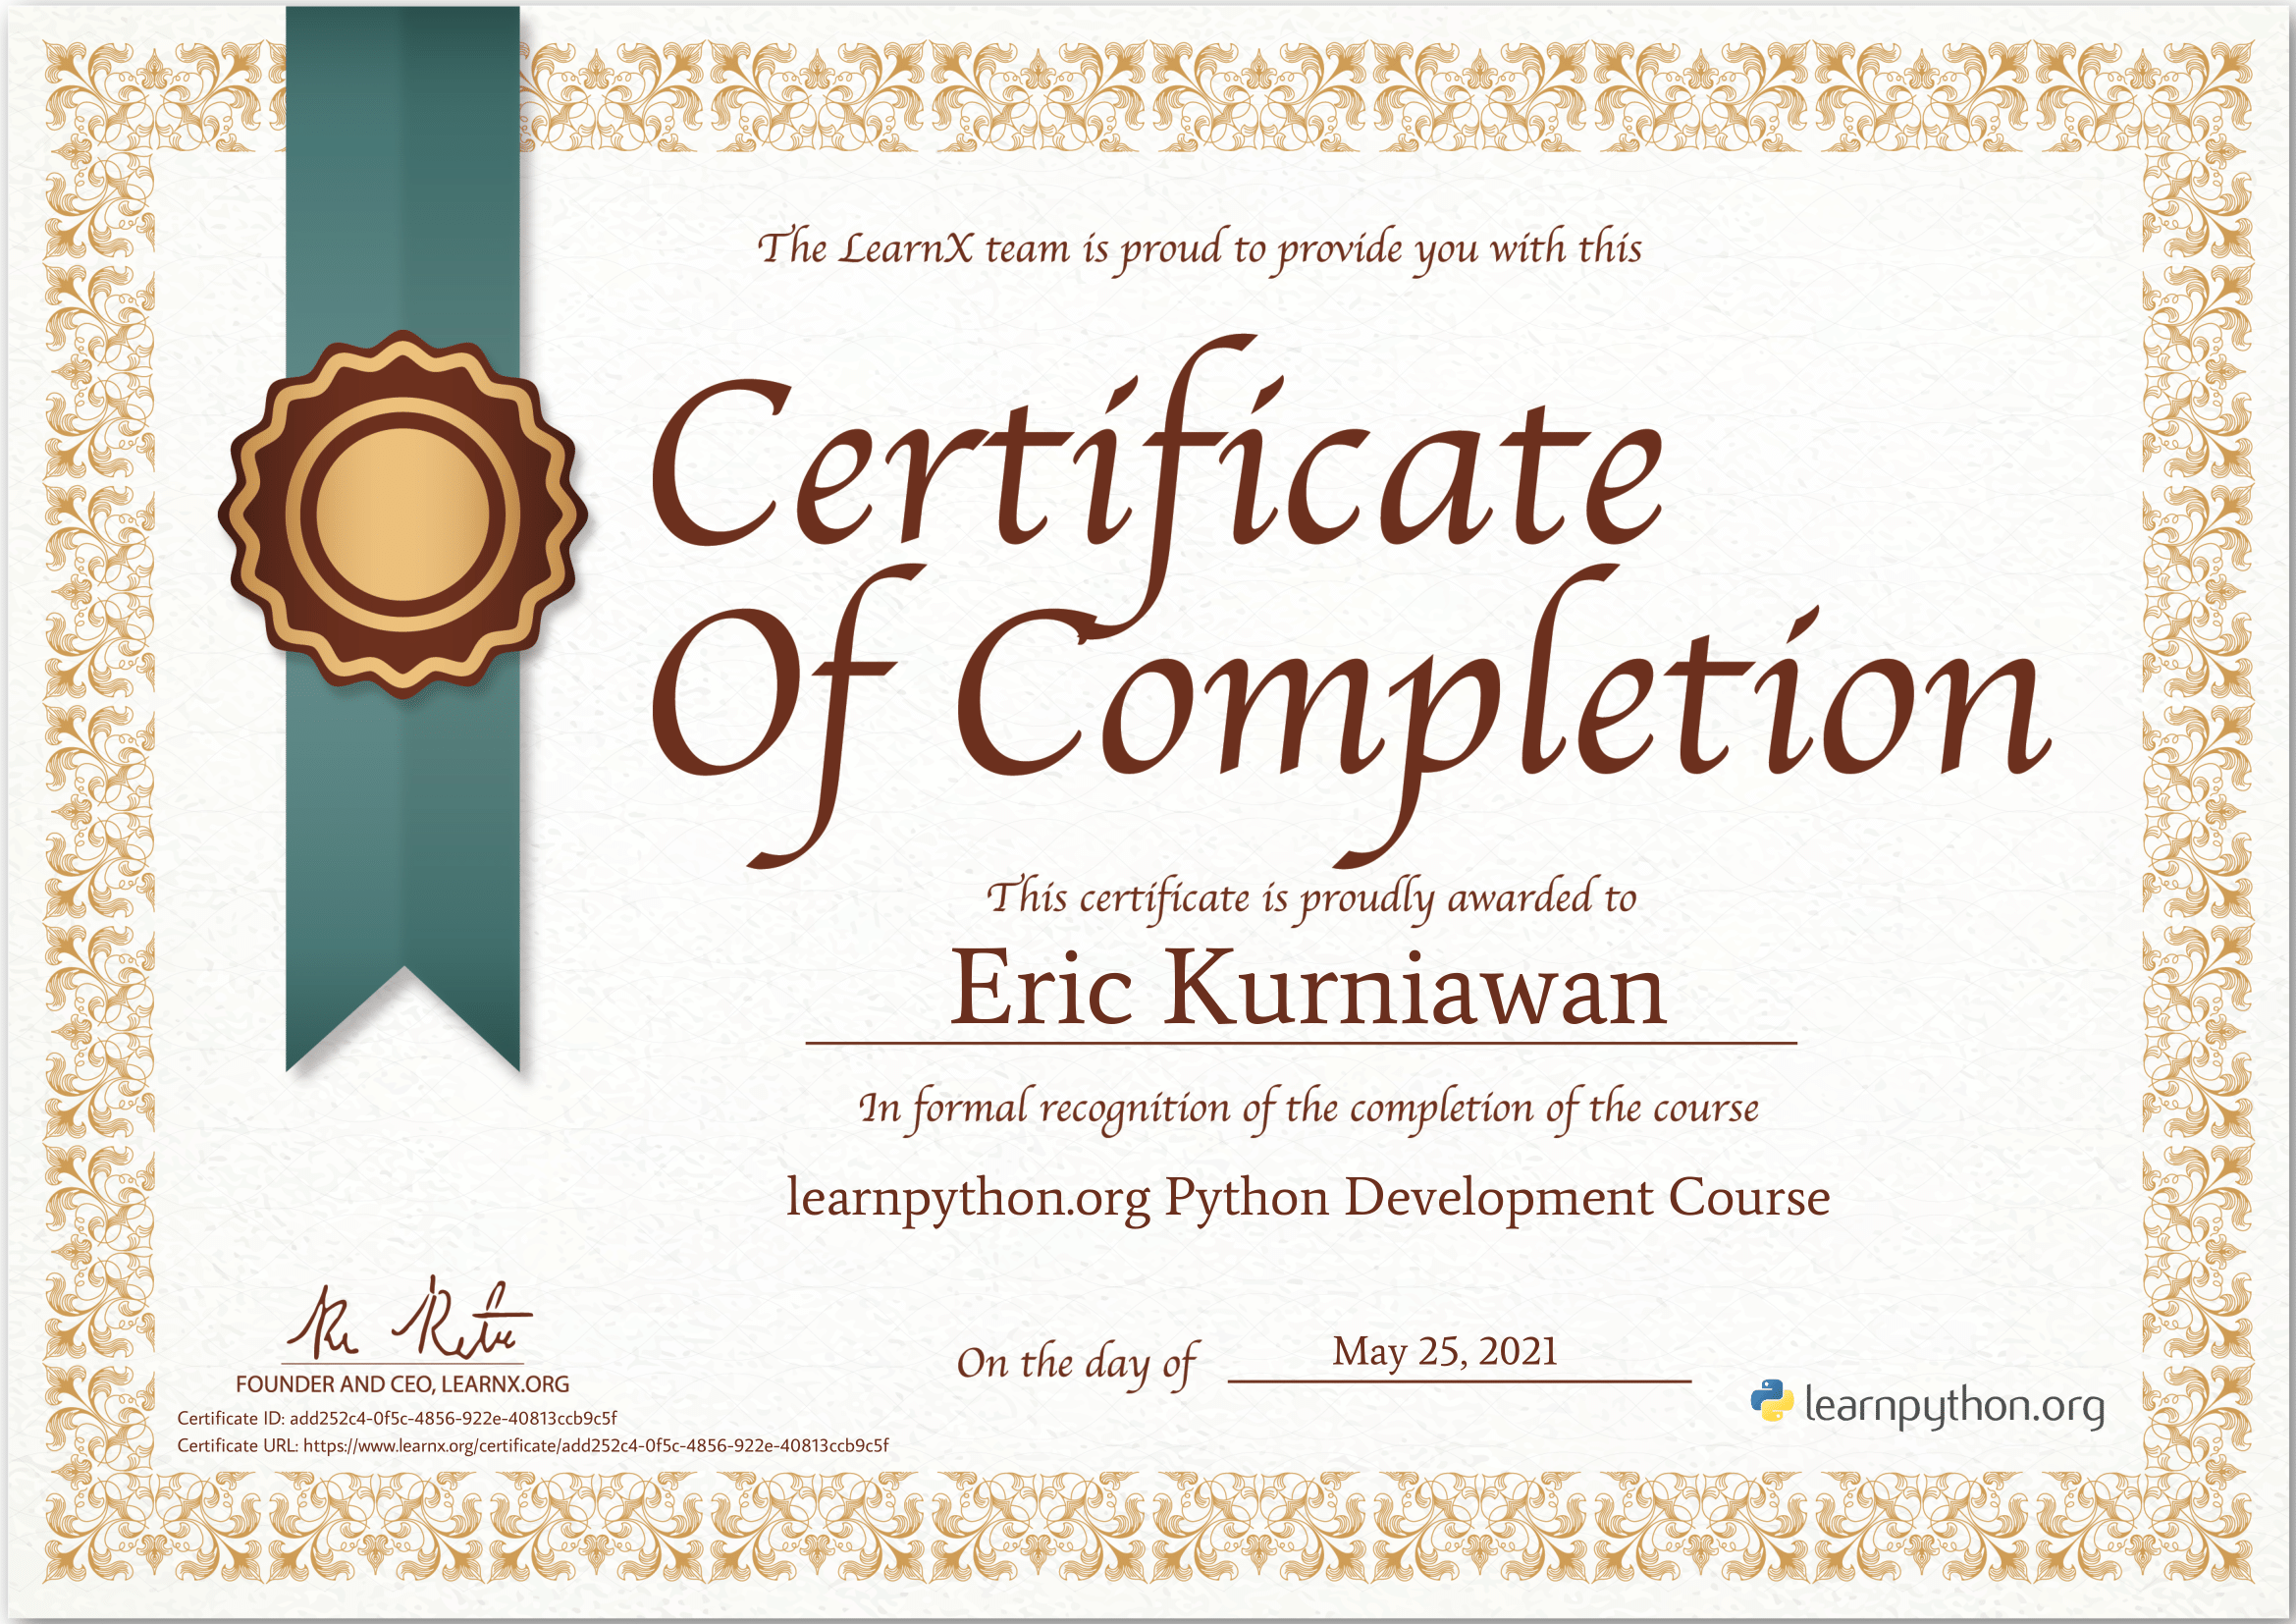 The LearnX team is proud to provide you with this
Certificate
Of Completion
This certificate is proudly awarded to
Eric Kurniawan
In formal recognition of the completion of the course
learnpython.org Python Development Course
On the day of May 25, 2021
FOUNDER AND CEO, LEARNX.ORG
Certificate ID: add252c4-0f5c-4856-922e-40813ccb9c5f
Certificate URL: https://www.learnx.org/certificate/add252c4-0f5c-4856-922e-40813ccb9c5f
learnpython.org